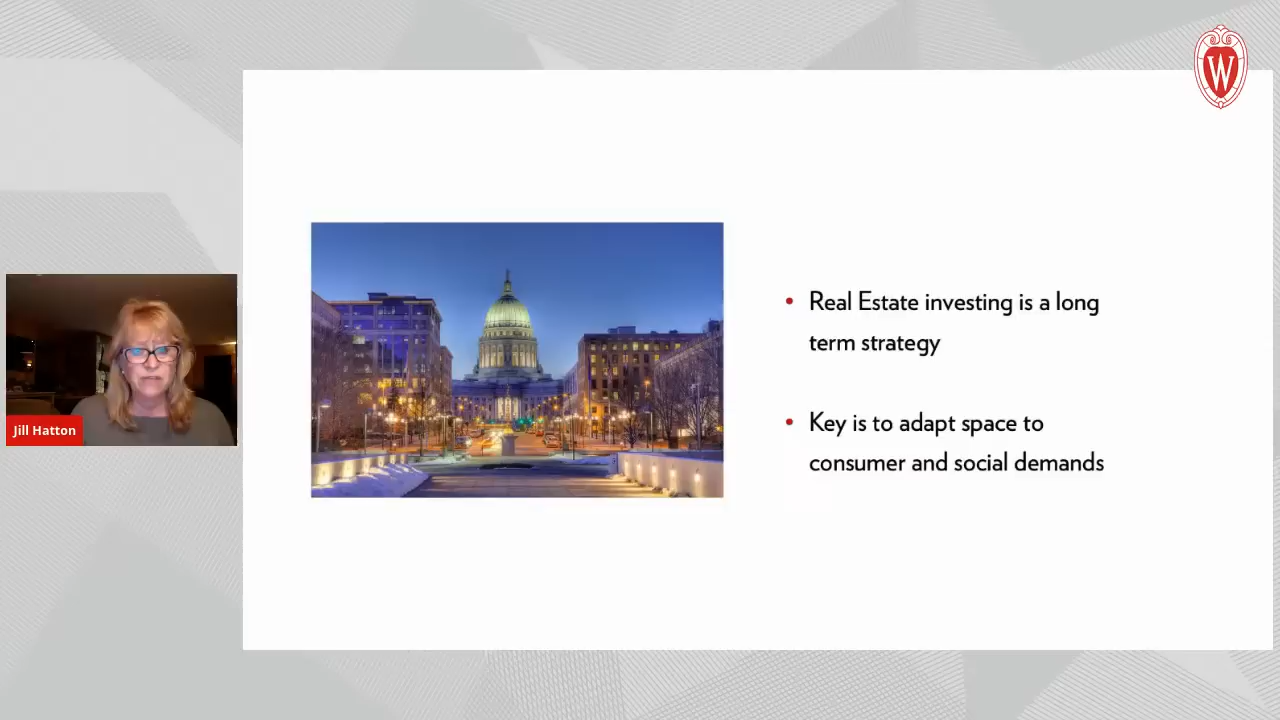 W
Jill Hatton
• Real Estate investing is a long
term strategy
• Key is to adapt space to
consumer and social demands